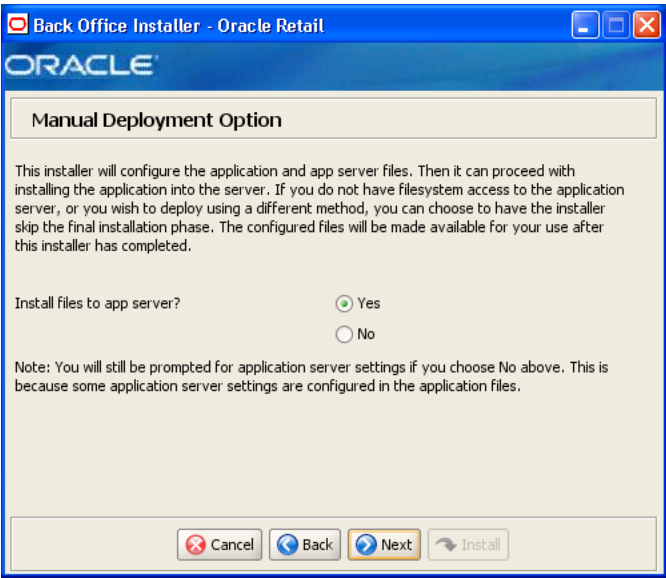 Back Office Installer - Oracle Retail
ORACLE
Manual Deployment Option
This installer will configure the application and app server files. Then it can proceed with
installing the application into the server. If you do not have filesystem access to the application
server, or you wish to deploy using a different method, you can choose to have the installer
skip the final installation phase. The configured files will be made available for your use after
this installer has completed.
Install files to app server?
Yes
No
Note: You will still be prompted for application server settings if you choose No above. This is
because some application server settings are configured in the application files.
Cancel Back Next Install